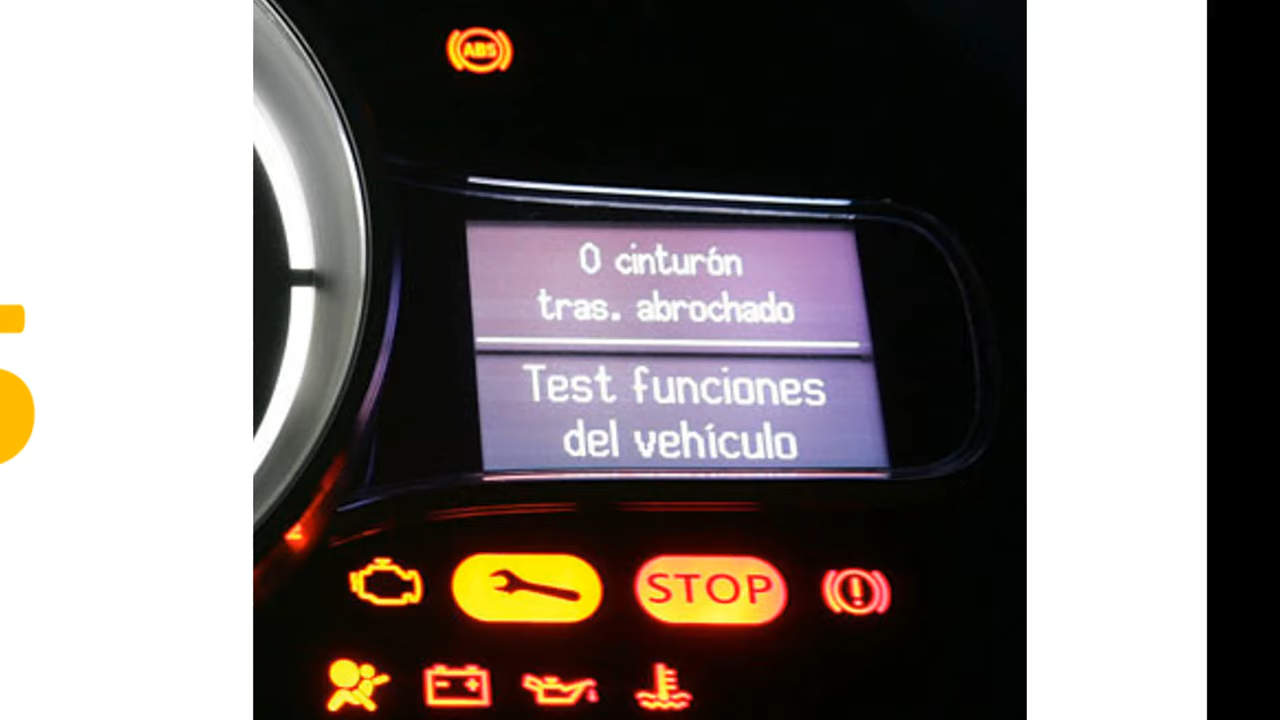 ABS
0 cinturón
tras. abrochado
Test funciones
del vehículo
STOP